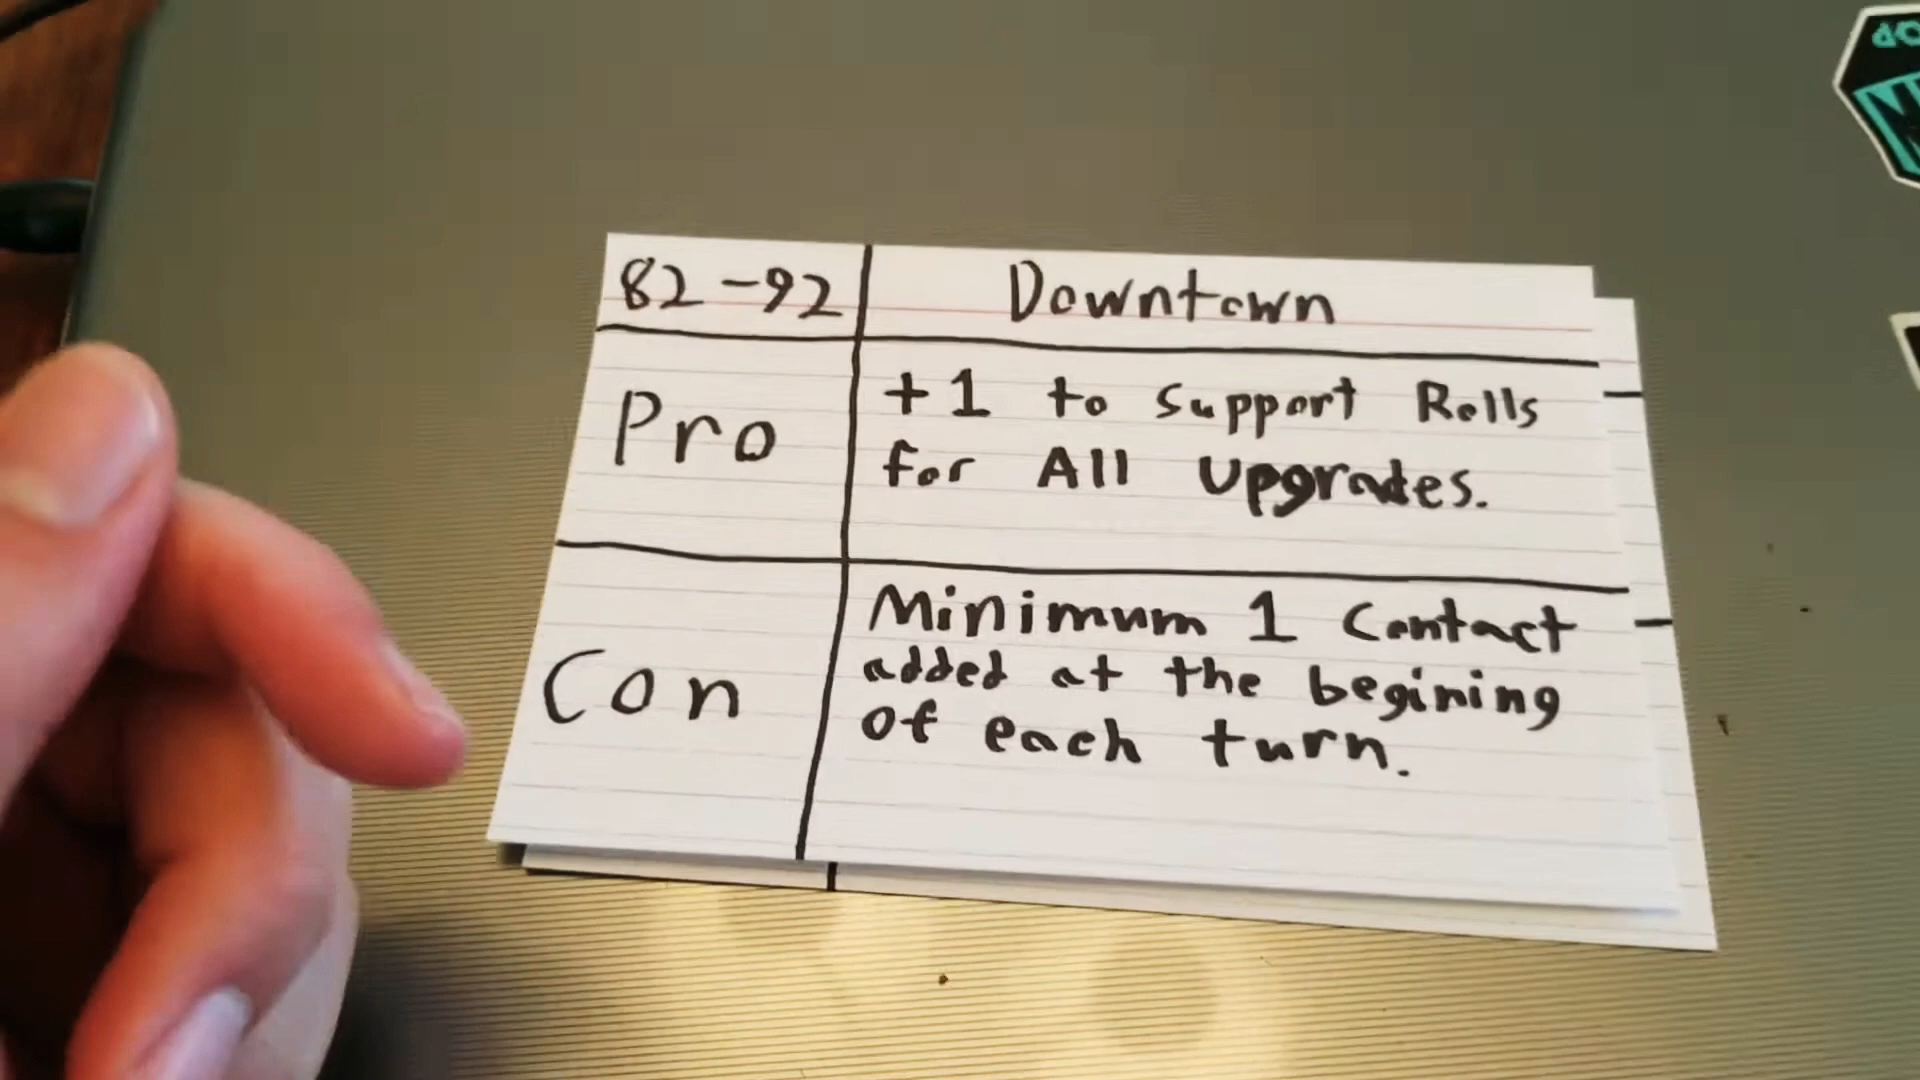 82-92 Downtown
Pro
+1 to Support Rolls
for All Upgrades.
Con
Minimum 1 Contact
added at the begining
of each turn.